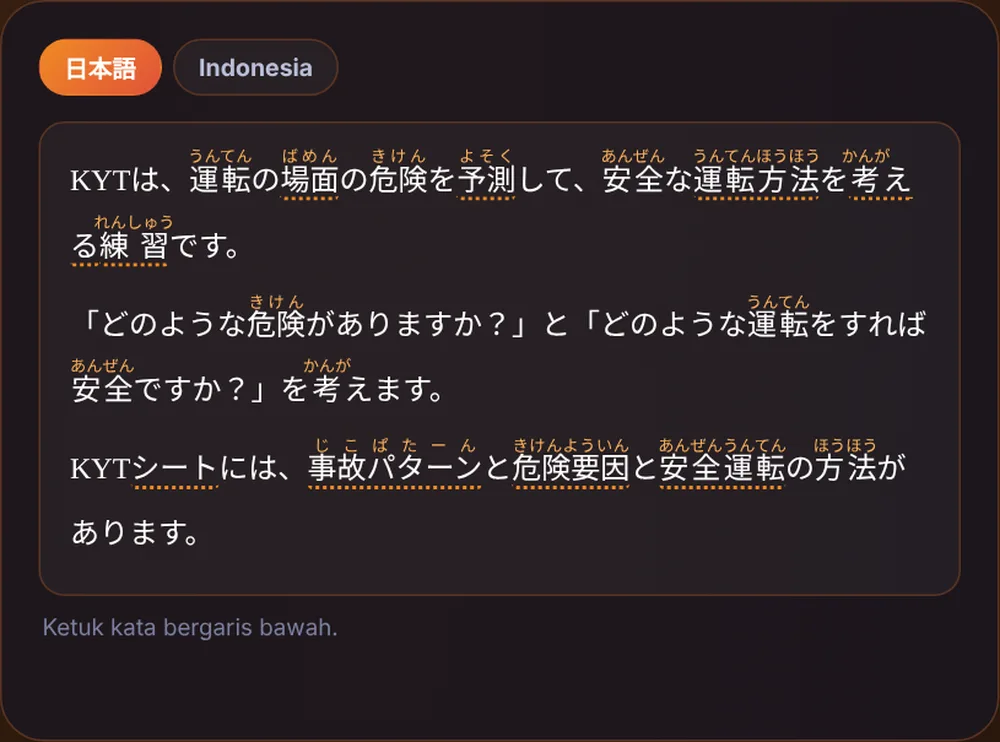 日本語 Indonesia
うんてん ばめん きけん よそく あんぜん うんてんほうほう かんが
KYTは、運転の場面の危険を予測して、安全な運転方法を考え
れんしゅう
る練習です。
きけん うんてん
「どのような危険がありますか？」と「どのような運転をすれば
あんぜん かんが
安全ですか？」を考えます。
じこぱたーん きけんよういん あんぜんうんてん ほうほう
KYTシートには、事故パターンと危険要因と安全運転の方法が
あります。
Ketuk kata bergaris bawah.